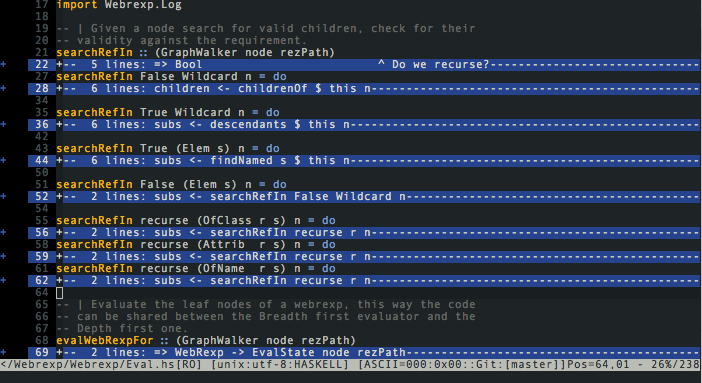 17 import Webrexp.Log
18
19 -- | Given a node search for valid children, check for their
20 -- validity against the requirement.
21 searchRefIn :: (GraphWalker node rezPath)
+ 22 +-- 5 lines: => Bool ^ Do we recurse?------------------------------
27 searchRefIn False Wildcard n = do
+ 28 +-- 6 lines: children <- childrenOf $ this n-----------------------------------------------
34
35 searchRefIn True Wildcard n = do
+ 36 +-- 6 lines: subs <- descendants $ this n--------------------------------------------------
42
43 searchRefIn True (Elem s) n = do
+ 44 +-- 6 lines: subs <- findNamed s $ this n--------------------------------------------------
50
51 searchRefIn False (Elem s) n = do
+ 52 +-- 2 lines: subs <- searchRefIn False Wildcard n------------------------------------------
54
55 searchRefIn recurse (OfClass r s) n = do
+ 56 +-- 2 lines: subs <- searchRefIn recurse r n-----------------------------------------------
58 searchRefIn recurse (Attrib  r s) n = do
+ 59 +-- 2 lines: subs <- searchRefIn recurse r n-----------------------------------------------
61 searchRefIn recurse (OfName  r s) n = do
+ 62 +-- 2 lines: subs <- searchRefIn recurse r n-----------------------------------------------
64
65 -- | Evaluate the leaf nodes of a webrexp, this way the code
66 -- can be shared between the Breadth first evaluator and the
67 -- Depth first one.
68 evalWebRexpFor :: (GraphWalker node rezPath)
+ 69 +-- 2 lines: => WebRexp -> EvalState node rezPath------------------------------------------
</Webrexp/Webrexp/Eval.hs[RO] [unix:utf-8:HASKELL] [ASCII=000:0x00::Git:[master]]Pos=64,01 - 26%/238